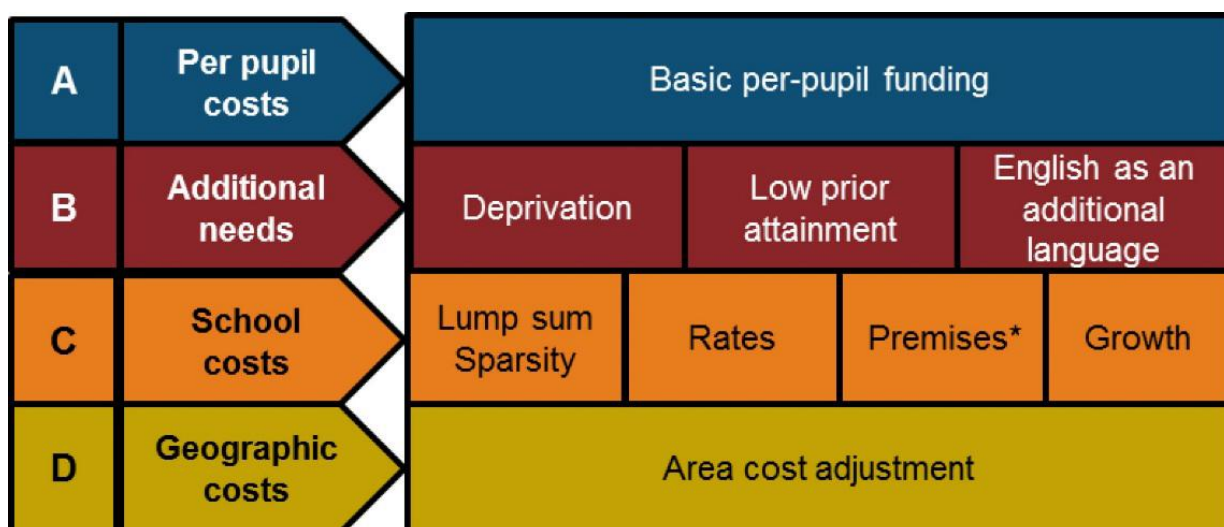 A
Per pupil
costs
Basic per-pupil funding
B
Additional
needs
Deprivation
Low prior
attainment
English as an
additional
language
C
School
costs
Lump sum
Sparsity
Rates
Premises*
Growth
D
Geographic
costs
Area cost adjustment